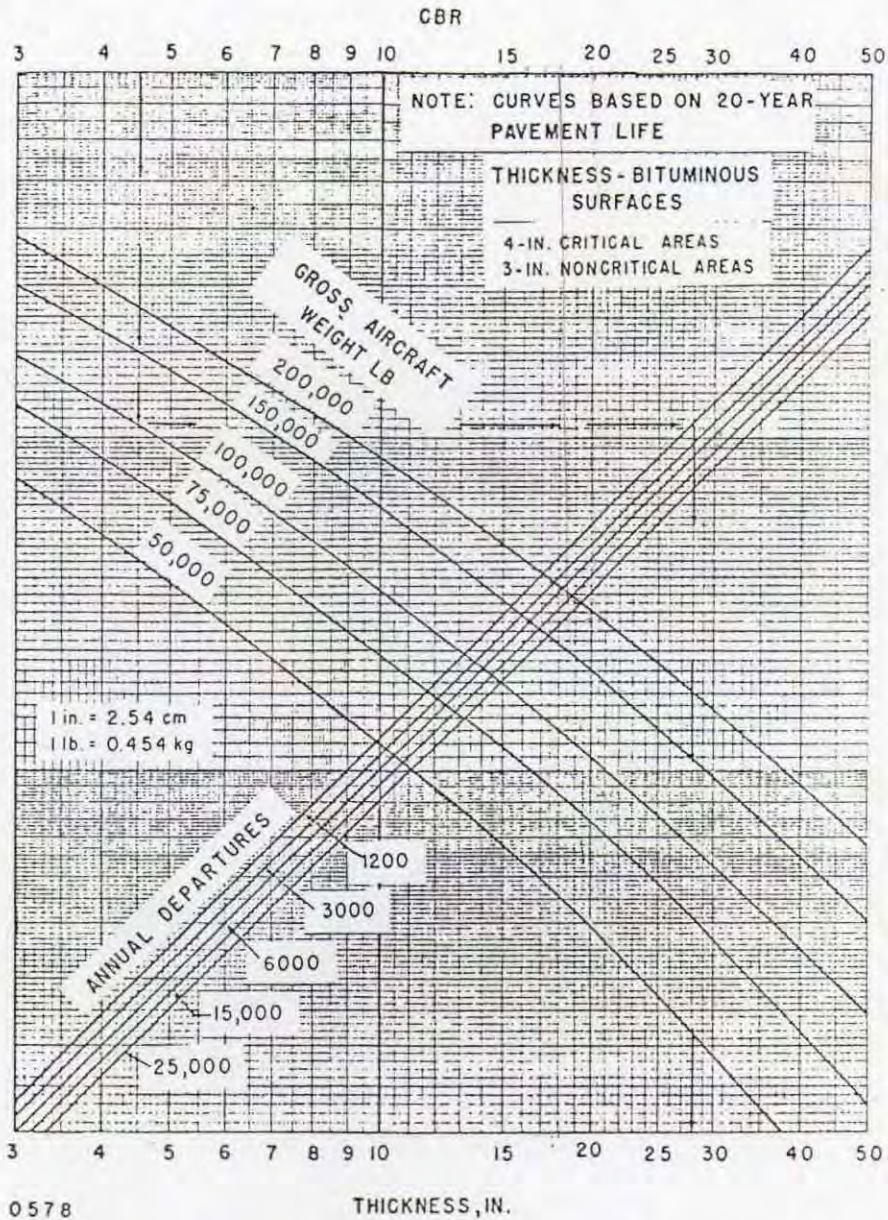 CBR
3 4 5 6 7 8 9 10 15 20 30 40 50
NOTE: CURVES BASED ON 20-YEAR
PAVEMENT LIFE
THICKNESS-BITUMINOUS
SURFACES
4-IN. CRITICAL AREAS
3-IN. NONCRITICAL AREAS
GROSS AIRCRAFT
WEIGHT LB
200,000
150,000
100,000
75,000
50,000
1 in. = 2.54 cm
1 lb. = 0.454 kg
ANNUAL DEPARTURES
1200
3000
6000
15,000
25,000
3 4 5 6 7 8 9 10 15 20 25 30 40 50
0578
THICKNESS, IN.